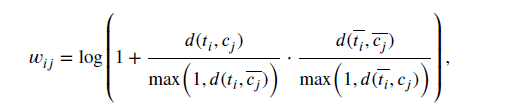 w_{ij} = \log\left(1 + \frac{d(t_i, c_j)}{\max\left(1, d(t_i, \overline{c_j})\right)} \cdot \frac{d(\overline{t_i}, \overline{c_j})}{\max\left(1, d(\overline{t_i}, c_j)\right)}\right),